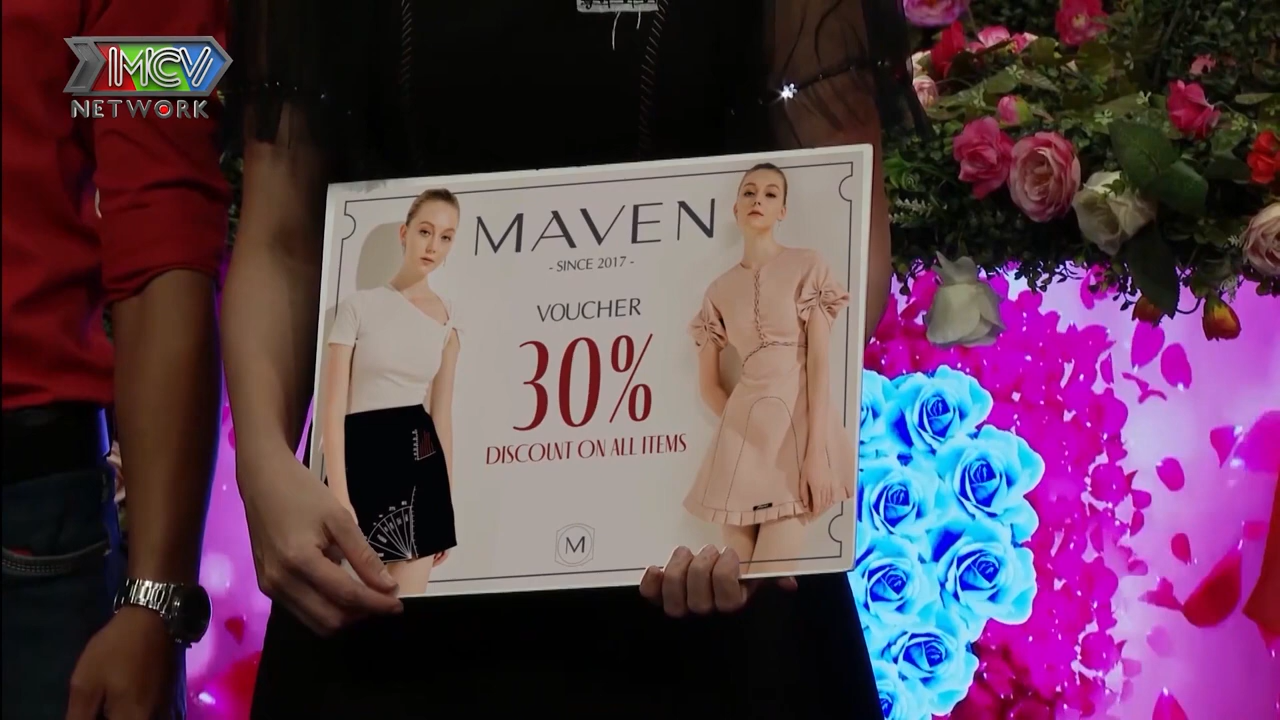 MCV
NETWORK
MAVEN
- SINCE 2017 -
VOUCHER
30%
DISCOUNT ON ALL ITEMS
M